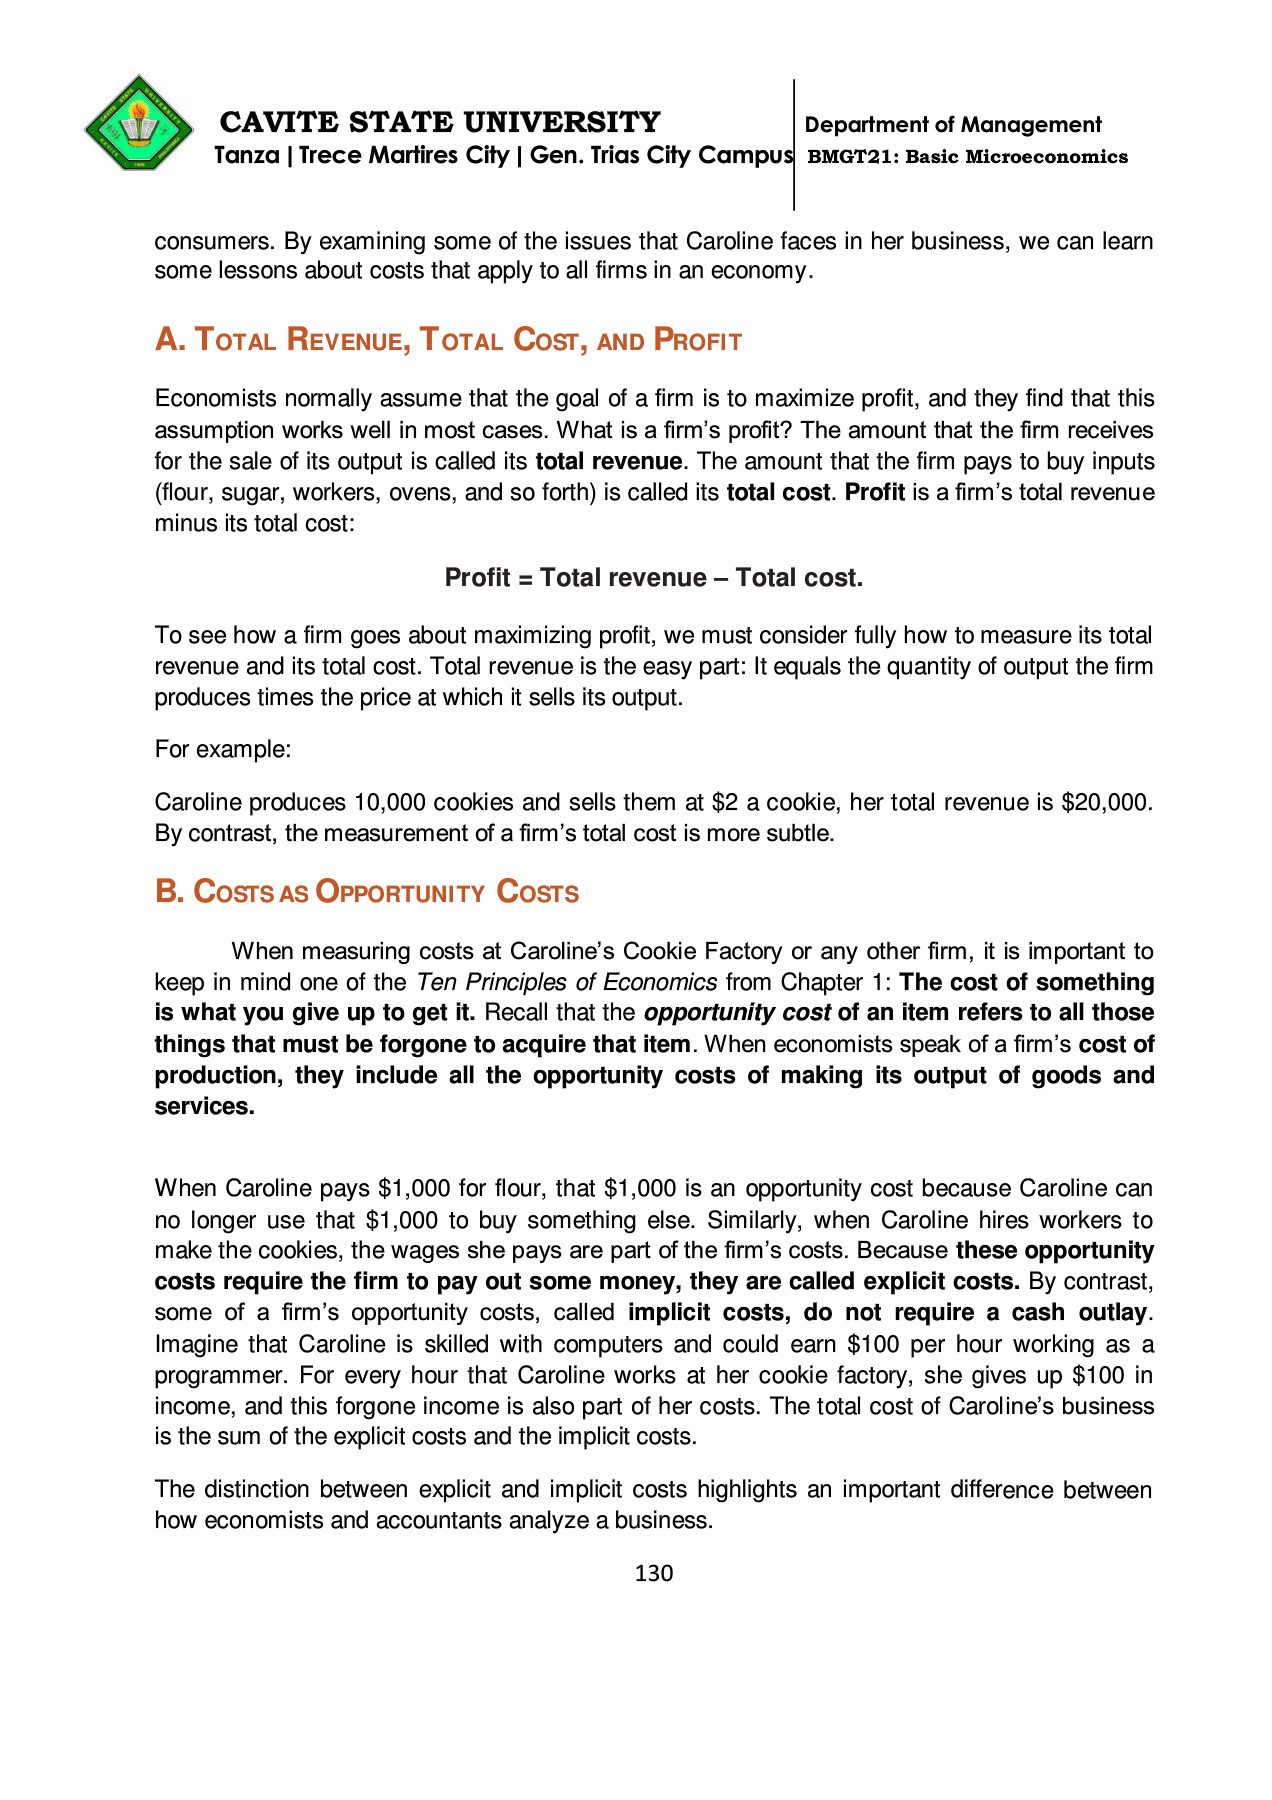 CAVITE STATE UNIVERSITY
Tanza | Trece Martires City | Gen. Trias City Campus
Department of Management
BMGT21: Basic Microeconomics
consumers. By examining some of the issues that Caroline faces in her business, we can learn
some lessons about costs that apply to all firms in an economy.
A. TOTAL REVENUE, TOTAL COST, AND PROFIT
Economists normally assume that the goal of a firm is to maximize profit, and they find that this
assumption works well in most cases. What is a firm’s profit? The amount that the firm receives
for the sale of its output is called its total revenue. The amount that the firm pays to buy inputs
(flour, sugar, workers, ovens, and so forth) is called its total cost. Profit is a firm’s total revenue
minus its total cost:
Profit = Total revenue – Total cost.
To see how a firm goes about maximizing profit, we must consider fully how to measure its total
revenue and its total cost. Total revenue is the easy part: It equals the quantity of output the firm
produces times the price at which it sells its output.
For example:
Caroline produces 10,000 cookies and sells them at $2 a cookie, her total revenue is $20,000.
By contrast, the measurement of a firm’s total cost is more subtle.
B. COSTS AS OPPORTUNITY COSTS
When measuring costs at Caroline’s Cookie Factory or any other firm, it is important to
keep in mind one of the Ten Principles of Economics from Chapter 1: The cost of something
is what you give up to get it. Recall that the opportunity cost of an item refers to all those
things that must be forgone to acquire that item. When economists speak of a firm’s cost of
production, they include all the opportunity costs of making its output of goods and
services.
When Caroline pays $1,000 for flour, that $1,000 is an opportunity cost because Caroline can
no longer use that $1,000 to buy something else. Similarly, when Caroline hires workers to
make the cookies, the wages she pays are part of the firm’s costs. Because these opportunity
costs require the firm to pay out some money, they are called explicit costs. By contrast,
some of a firm’s opportunity costs, called implicit costs, do not require a cash outlay.
Imagine that Caroline is skilled with computers and could earn $100 per hour working as a
programmer. For every hour that Caroline works at her cookie factory, she gives up $100 in
income, and this forgone income is also part of her costs. The total cost of Caroline’s business
is the sum of the explicit costs and the implicit costs.
The distinction between explicit and implicit costs highlights an important difference between
how economists and accountants analyze a business.
130